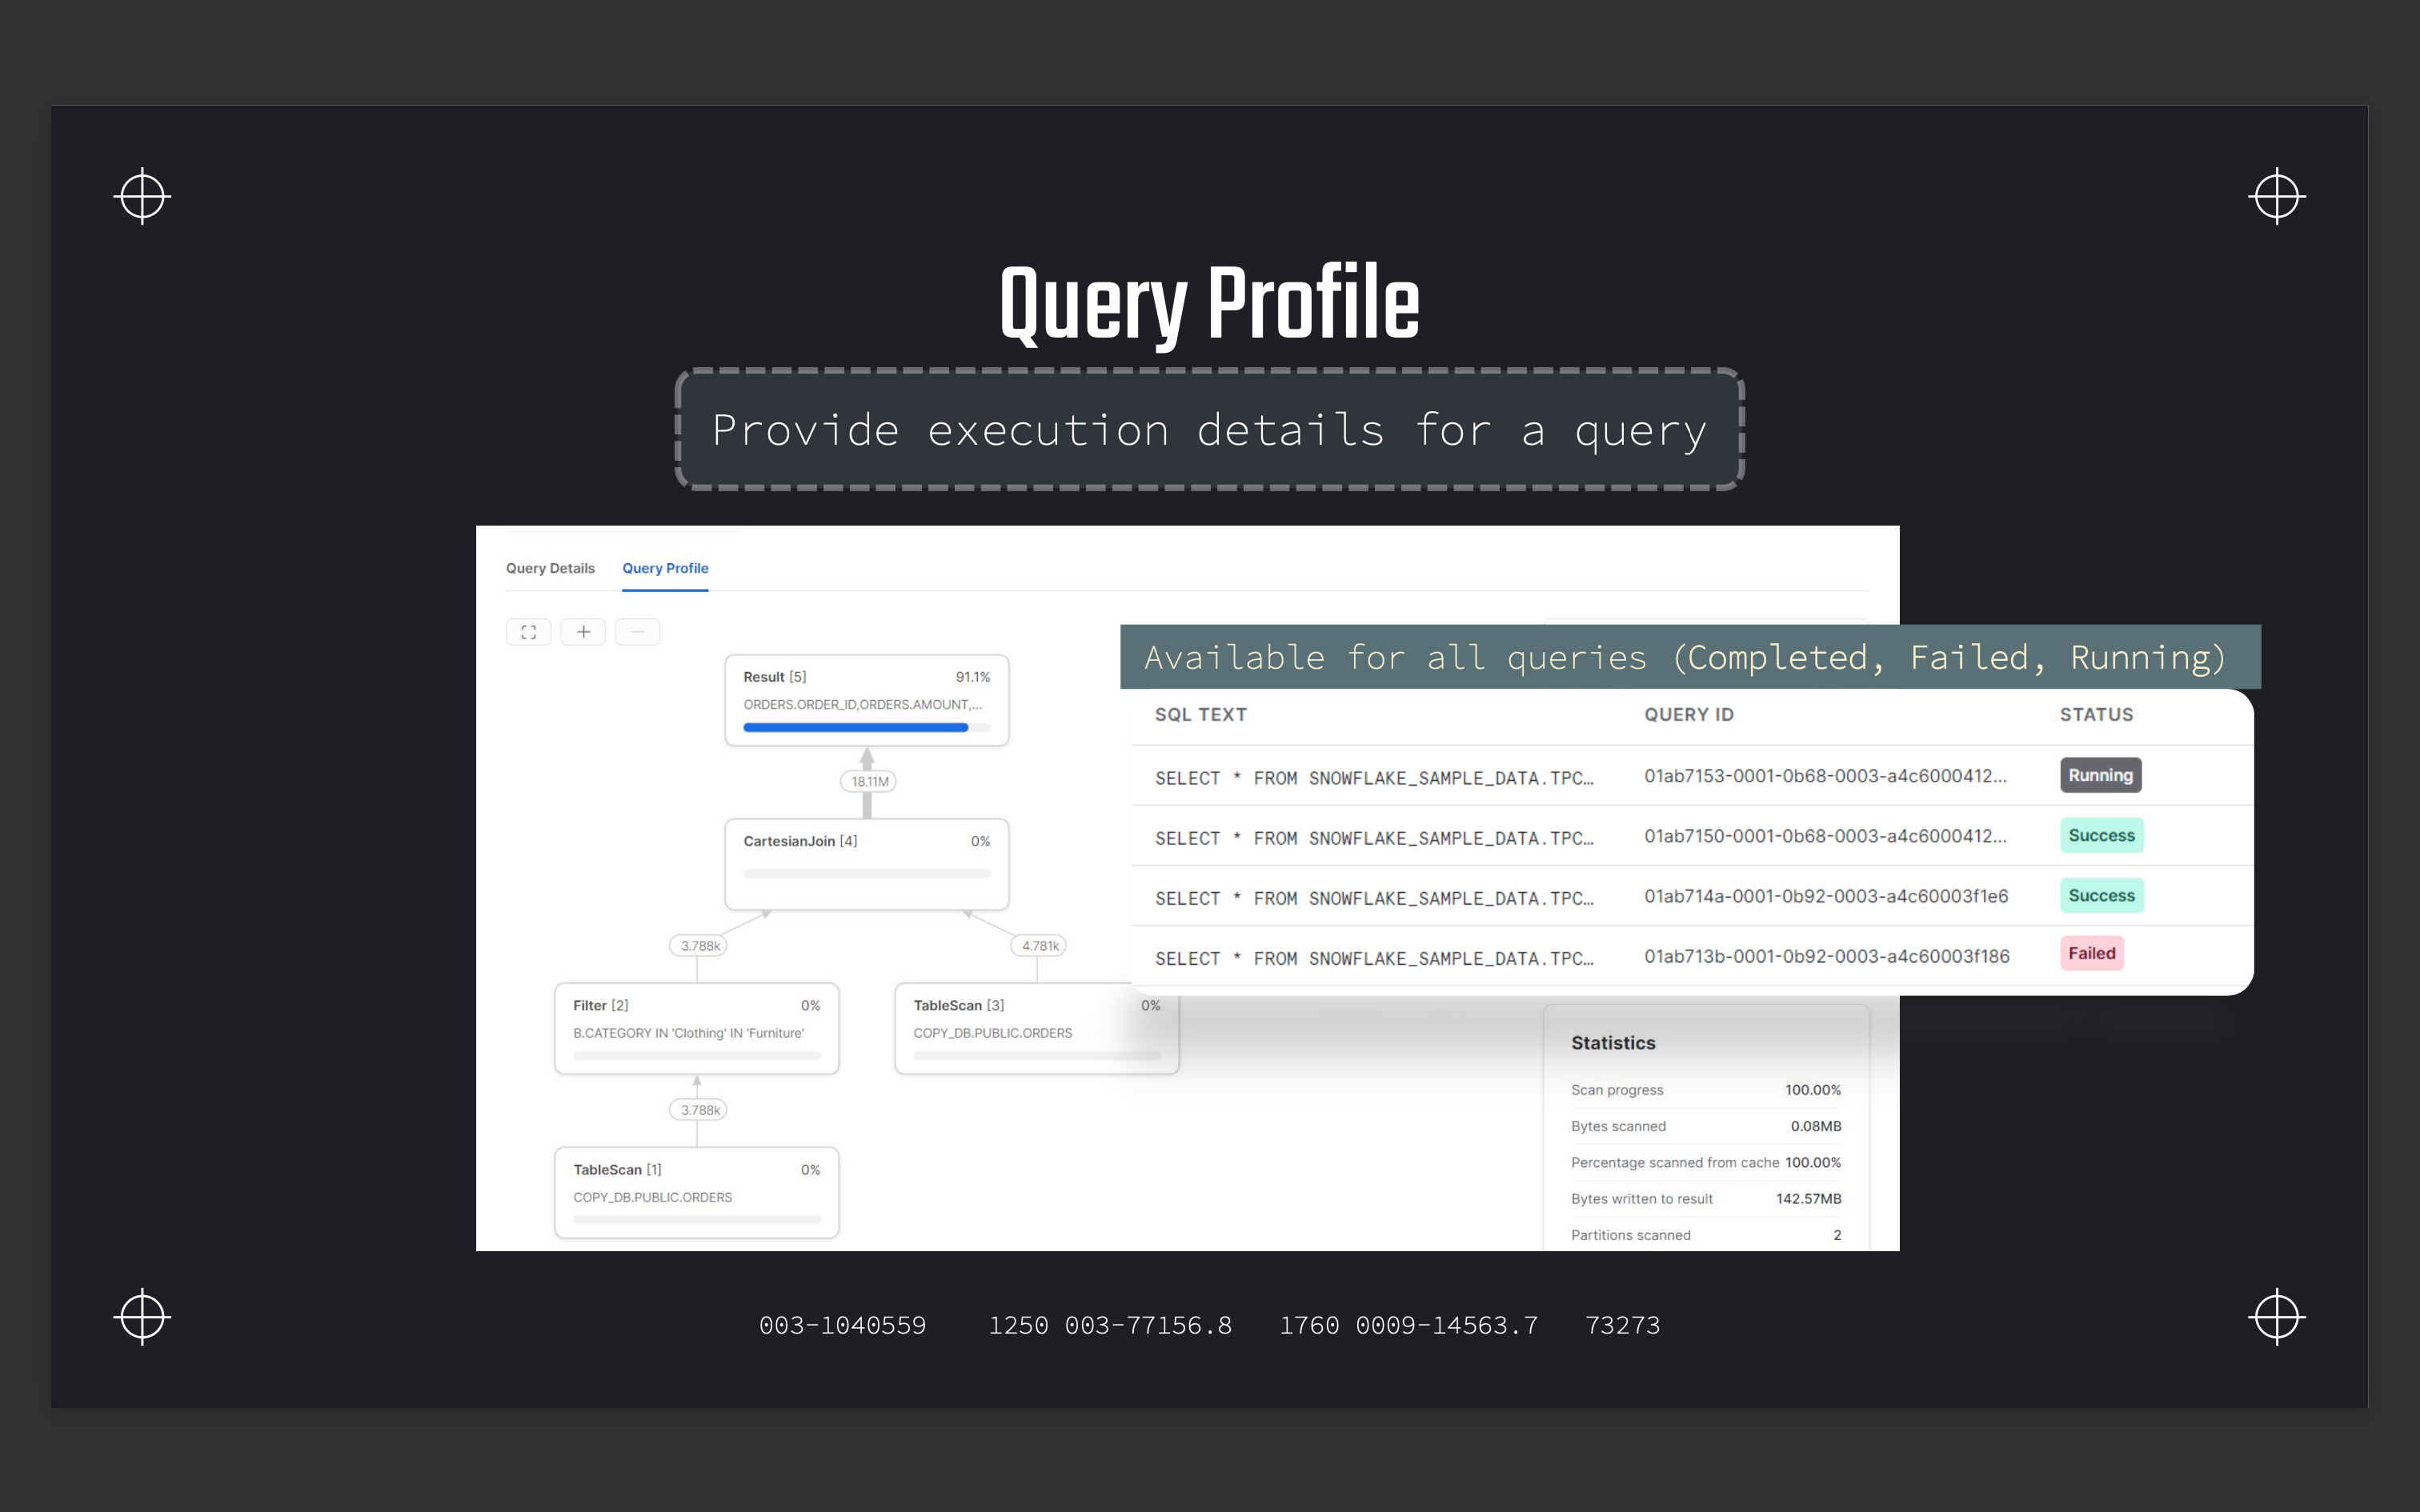 Query Profile
Provide execution details for a query
Query Details Query Profile
Available for all queries (Completed, Failed, Running)
Result [5] 91.1%
ORDERS.ORDER_ID,ORDERS.AMOUNT,...
18.11M
CartesianJoin [4] 0%
3.788k 4.781k
Filter [2] 0%
B.CATEGORY IN 'Clothing' IN 'Furniture'
TableScan [3] 0%
COPY_DB.PUBLIC.ORDERS
3.788k
TableScan [1] 0%
COPY_DB.PUBLIC.ORDERS
SQL TEXT QUERY ID STATUS
SELECT * FROM SNOWFLAKE_SAMPLE_DATA.TPC... 01ab7153-0001-0b68-0003-a4c6000412... Running
SELECT * FROM SNOWFLAKE_SAMPLE_DATA.TPC... 01ab7150-0001-0b68-0003-a4c6000412... Success
SELECT * FROM SNOWFLAKE_SAMPLE_DATA.TPC... 01ab714a-0001-0b92-0003-a4c60003f1e6 Success
SELECT * FROM SNOWFLAKE_SAMPLE_DATA.TPC... 01ab713b-0001-0b92-0003-a4c60003f186 Failed
Statistics
Scan progress 100.00%
Bytes scanned 0.08MB
Percentage scanned from cache 100.00%
Bytes written to result 142.57MB
Partitions scanned 2
003-1040559 1250 003-77156.8 1760 0009-14563.7 73273